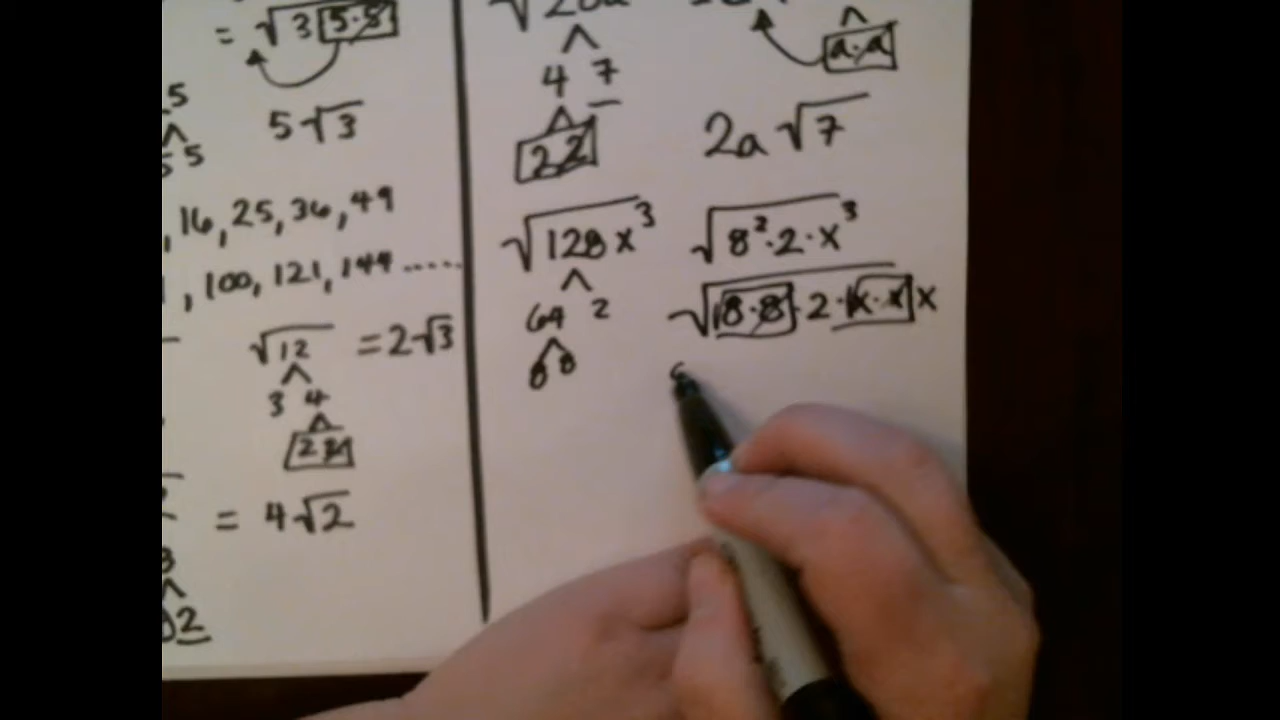 = √3 5·5
5
5 5
5√3
, 16, 25, 36, 49
, 100, 121, 144 .....
√12 = 2√3
3 4
2 2
= 4√2
2
4 7
2 2
a·a
2a √7
√128x³ √8²·2·x³
64 2 √8·8·2·x·x x
8 8